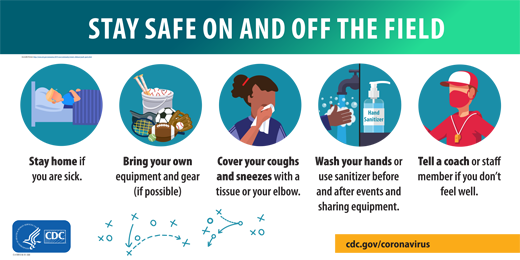 STAY SAFE ON AND OFF THE FIELD
Stay home if
you are sick.
Bring your own
equipment and gear
(if possible)
Cover your coughs
and sneezes with a
tissue or your elbow.
Hand
Sanitizer
Wash your hands or
use sanitizer before
and after events and
sharing equipment.
Tell a coach or staff
member if you don't
feel well.
CDC
cdc.gov/coronavirus